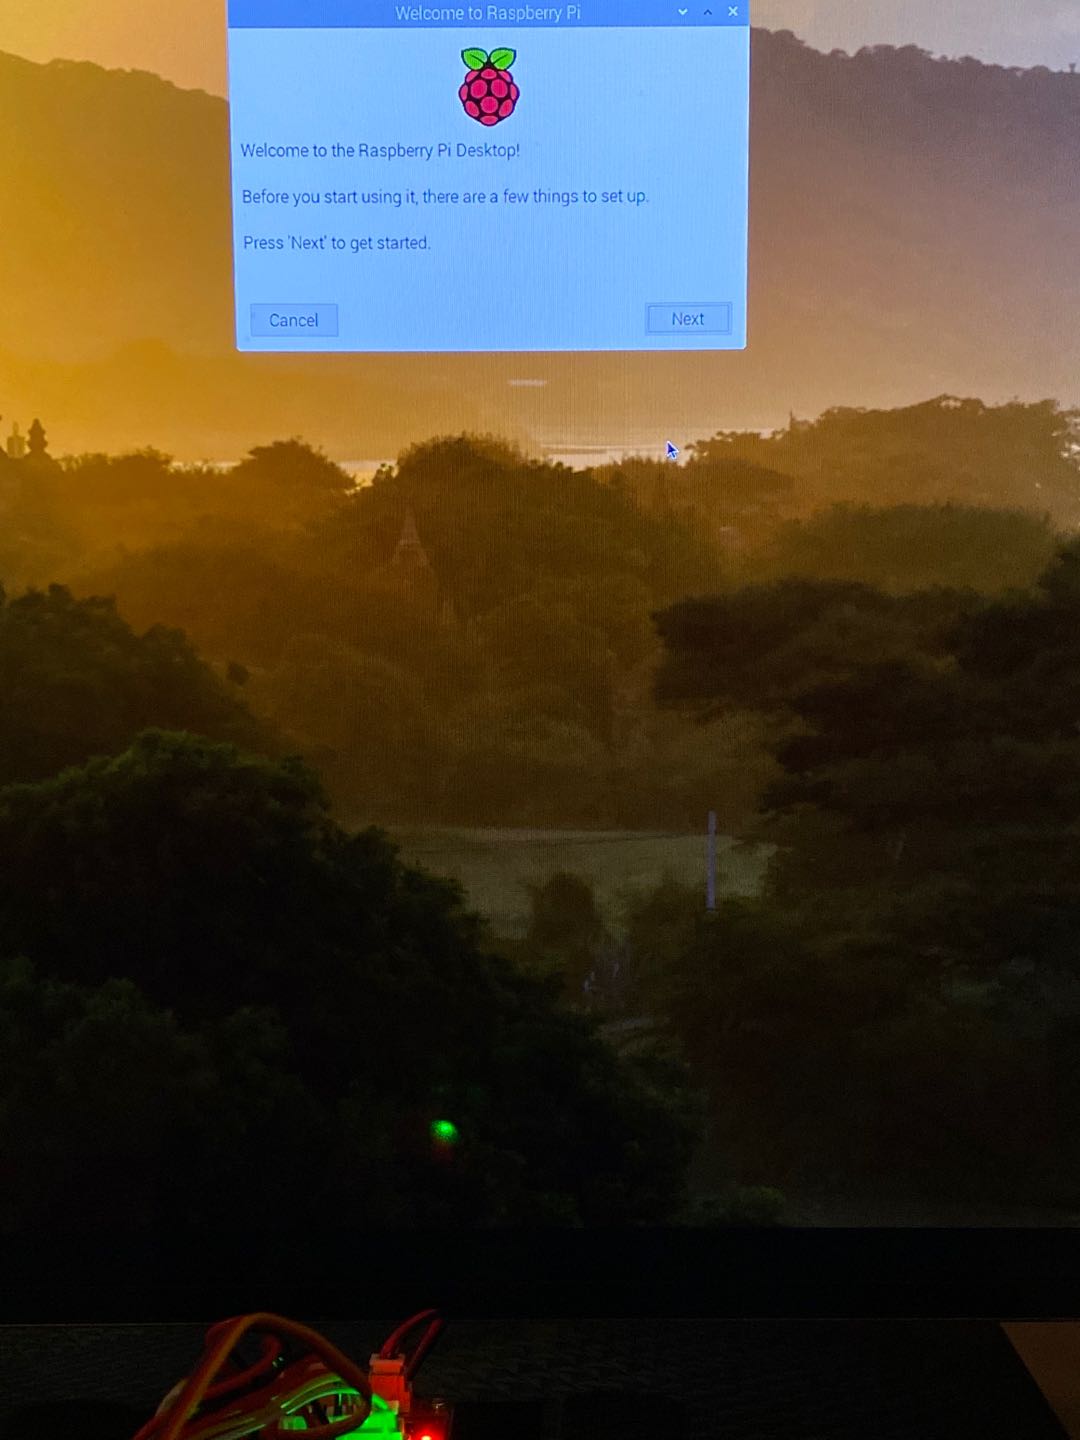 Welcome to Raspberry Pi
Welcome to the Raspberry Pi Desktop!
Before you start using it, there are a few things to set up.
Press 'Next' to get started.
Cancel
Next